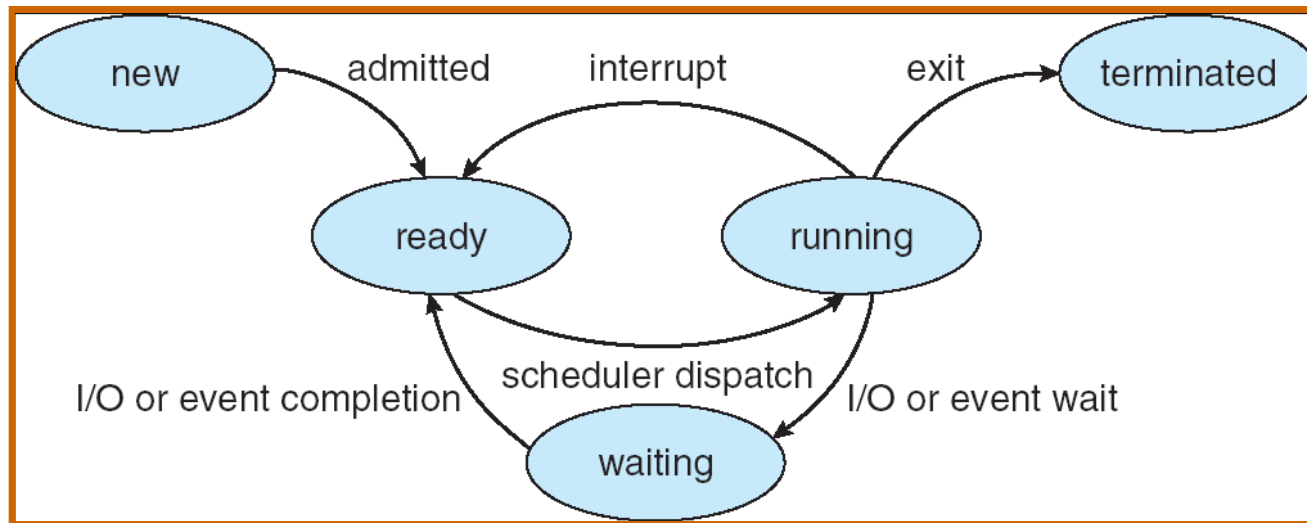 new
admitted
interrupt
exit
terminated
ready
running
scheduler dispatch
I/O or event completion
I/O or event wait
waiting